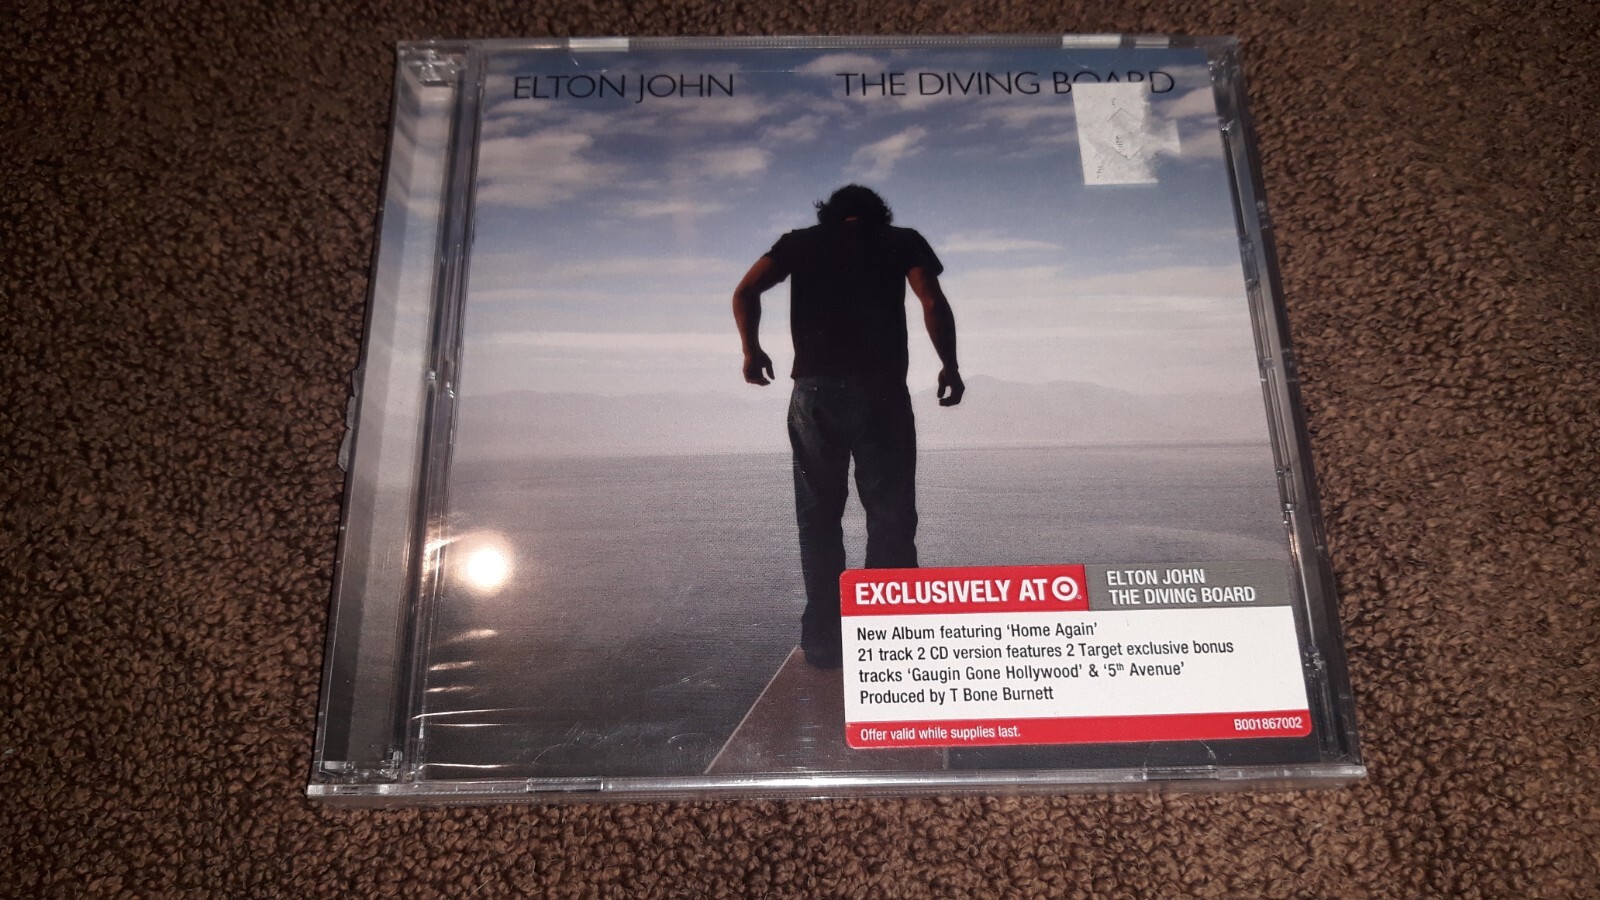 ELTON JOHN THE DIVING BOARD
EXCLUSIVELY AT
ELTON JOHN
THE DIVING BOARD
New Album featuring 'Home Again'
21 track 2 CD version features 2 Target exclusive bonus
tracks 'Gaugin Gone Hollywood' & '5th Avenue'
Produced by T Bone Burnett
Offer valid while supplies last. B001867002